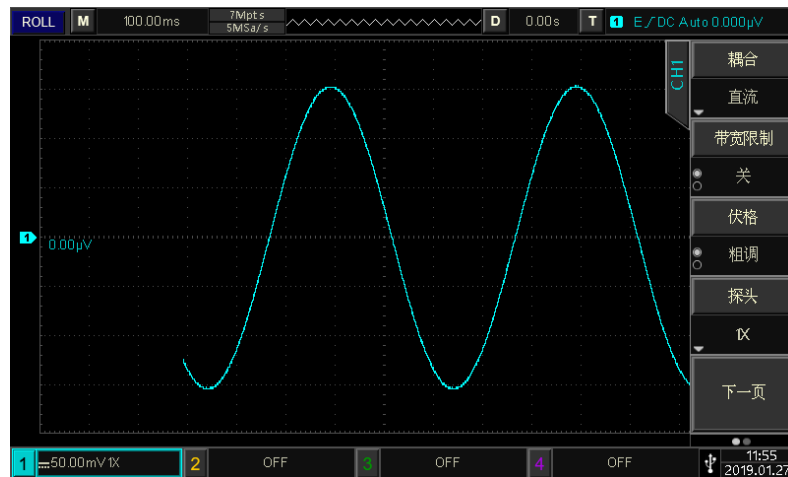 ROLL M 100.00ms 7Mpts D 0.00s T 1 E DC Auto 0.000μV
5MSa/s
CH1
耦合
直流
带宽限制
关
伏格
粗调
探头
1X
下一页
1 0.00μV
1 50.00mV 1X 2 OFF 3 OFF 4 OFF 11:55
2019.01.27